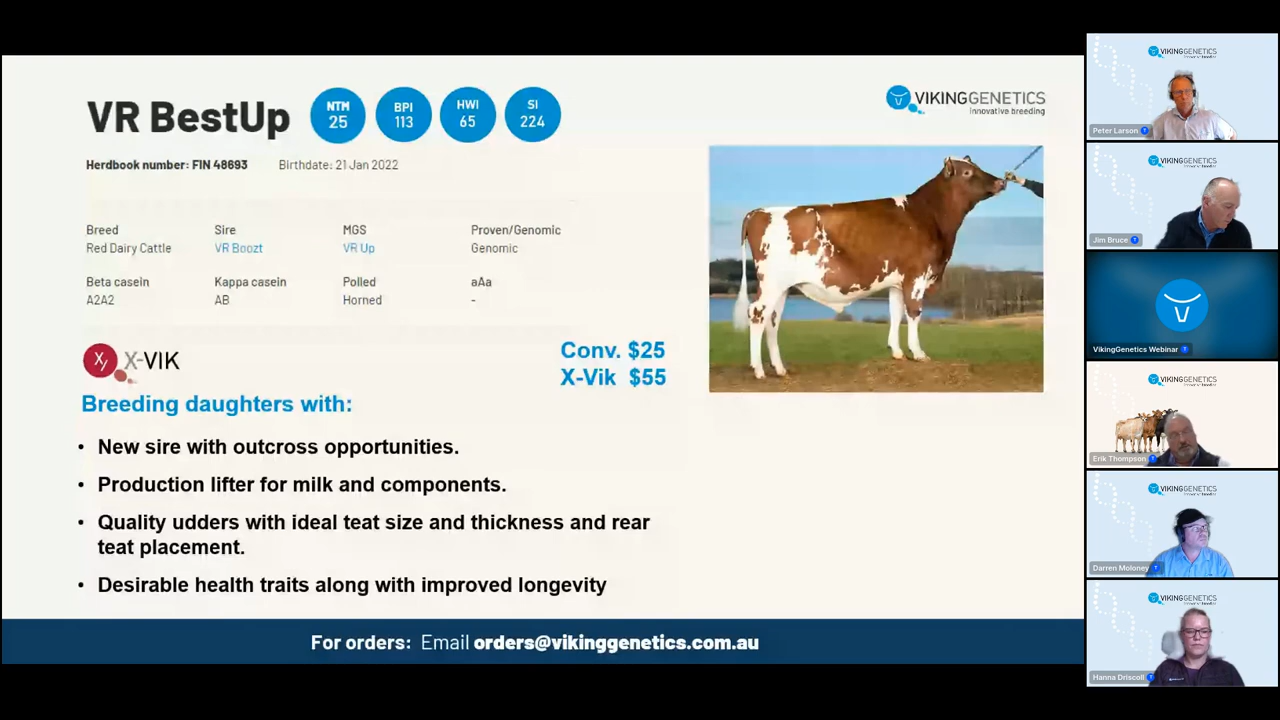 VR BestUp
NTM
25
BPI
113
HWI
65
SI
224
VIKINGGENETICS
innovative breeding
Herdbook number: FIN 48693 Birthdate: 21 Jan 2022
Breed Sire MGS Proven/Genomic
Red Dairy Cattle VR Boozt VR Up Genomic
Beta casein Kappa casein Polled aAa
A2A2 AB Horned -
X/ X-VIK
Conv. $25
X-Vik $55
Breeding daughters with:
• New sire with outcross opportunities.
• Production lifter for milk and components.
• Quality udders with ideal teat size and thickness and rear
teat placement.
• Desirable health traits along with improved longevity
For orders: Email orders@vikinggenetics.com.au
VIKINGGENETICS
Peter Larson
VIKINGGENETICS
Jim Bruce
VikingGenetics Webinar
VIKINGGENETICS
Erik Thompson
VIKINGGENETICS
Darren Moloney
VIKINGGENETICS
Hanna Driscoll